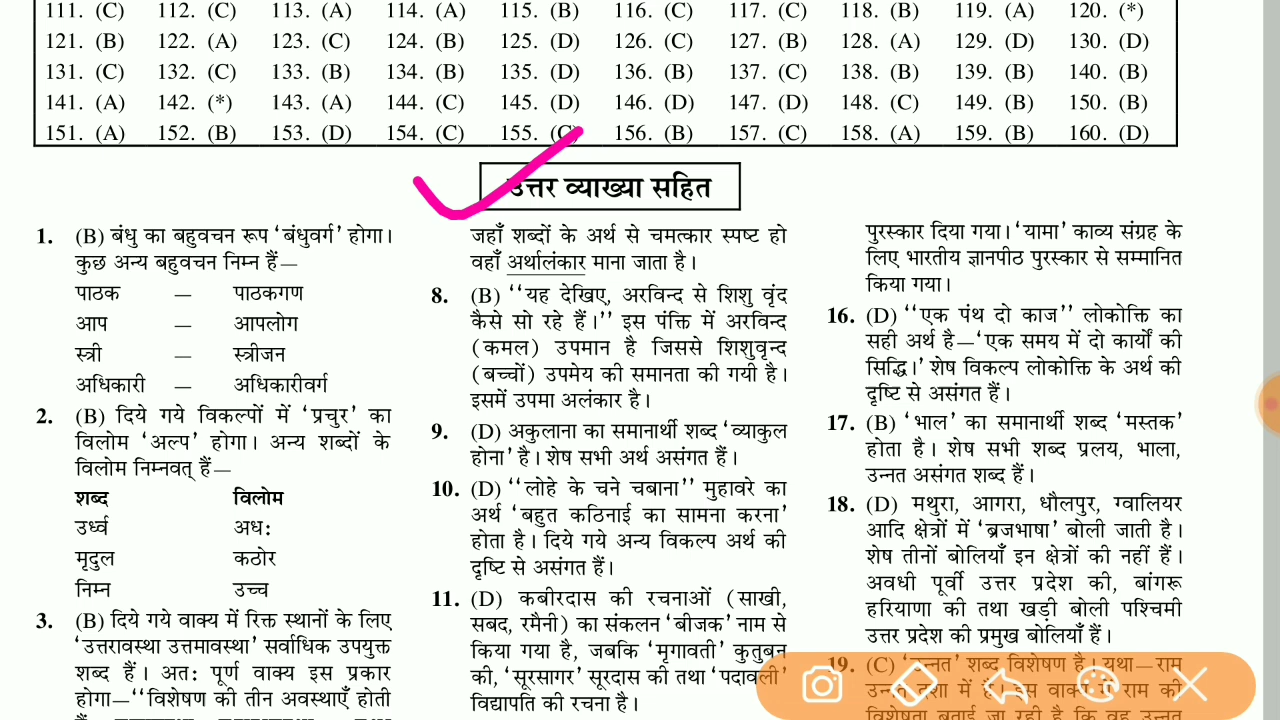 111. (C) 112. (C) 113. (A) 114. (A) 115. (B) 116. (C) 117. (C) 118. (B) 119. (A) 120. (*)
121. (B) 122. (A) 123. (C) 124. (B) 125. (D) 126. (C) 127. (B) 128. (A) 129. (D) 130. (D)
131. (C) 132. (C) 133. (B) 134. (B) 135. (D) 136. (B) 137. (C) 138. (B) 139. (B) 140. (B)
141. (A) 142. (*) 143. (A) 144. (C) 145. (D) 146. (D) 147. (D) 148. (C) 149. (B) 150. (B)
151. (A) 152. (B) 153. (D) 154. (C) 155. (C) 156. (B) 157. (C) 158. (A) 159. (B) 160. (D)
उत्तर व्याख्या सहित
1. (B) बंधु का बहुवचन रूप ‘बंधुवर्ग’ होगा।
कुछ अन्य बहुवचन निम्न हैं—
पाठक — पाठकगण
आप — आपलोग
स्त्री — स्त्रीजन
अधिकारी — अधिकारीवर्ग
2. (B) दिये गये विकल्पों में ‘प्रचुर’ का
विलोम ‘अल्प’ होगा। अन्य शब्दों के
विलोम निम्नवत् हैं—
शब्द विलोम
उर्ध्व अधः
मृदुल कठोर
निम्न उच्च
3. (B) दिये गये वाक्य में रिक्त स्थानों के लिए
‘उत्तरावस्था उत्तमावस्था’ सर्वाधिक उपयुक्त
शब्द हैं। अतः पूर्ण वाक्य इस प्रकार
होगा—‘‘विशेषण की तीन अवस्थाएँ होती
जहाँ शब्दों के अर्थ से चमत्कार स्पष्ट हो
वहाँ अर्थालंकार माना जाता है।
8. (B) ‘‘यह देखिए, अरविन्द से शिशु वृंद
कैसे सो रहे हैं।’’ इस पंक्ति में अरविन्द
(कमल) उपमान है जिससे शिशुवृन्द
(बच्चों) उपमेय की समानता की गयी है।
इसमें उपमा अलंकार है।
9. (D) अकुलाना का समानार्थी शब्द ‘व्याकुल
होना’ है। शेष सभी अर्थ असंगत हैं।
10. (D) ‘‘लोहे के चने चबाना’’ मुहावरे का
अर्थ ‘बहुत कठिनाई का सामना करना’
होता है। दिये गये अन्य विकल्प अर्थ की
दृष्टि से असंगत हैं।
11. (D) कबीरदास की रचनाओं (साखी,
सबद, रमैनी) का संकलन ‘बीजक’ नाम से
किया गया है, जबकि ‘मृगावती’ कुतुबन
की, ‘सूरसागर’ सूरदास की तथा ‘पदावली’
विद्यापति की रचना है।
पुरस्कार दिया गया। ‘यामा’ काव्य संग्रह के
लिए भारतीय ज्ञानपीठ पुरस्कार से सम्मानित
किया गया।
16. (D) ‘‘एक पंथ दो काज’’ लोकोक्ति का
सही अर्थ है—‘एक समय में दो कार्यों की
सिद्धि।’ शेष विकल्प लोकोक्ति के अर्थ की
दृष्टि से असंगत हैं।
17. (B) ‘भाल’ का समानार्थी शब्द ‘मस्तक’
होता है। शेष सभी शब्द प्रलय, भाला,
उन्नत असंगत शब्द हैं।
18. (D) मथुरा, आगरा, धौलपुर, ग्वालियर
आदि क्षेत्रों में ‘ब्रजभाषा’ बोली जाती है।
शेष तीनों बोलियाँ इन क्षेत्रों की नहीं हैं।
अवधी पूर्वी उत्तर प्रदेश की, बांगरू
हरियाणा की तथा खड़ी बोली पश्चिमी
उत्तर प्रदेश की प्रमुख बोलियाँ हैं।
19. (C) ‘उन्नत’ शब्द विशेषण है। यथा—राम
उन्नत दशा में है। इस वाक्य में राम की
विशेषता बताई जा रही है कि वह उन्नत